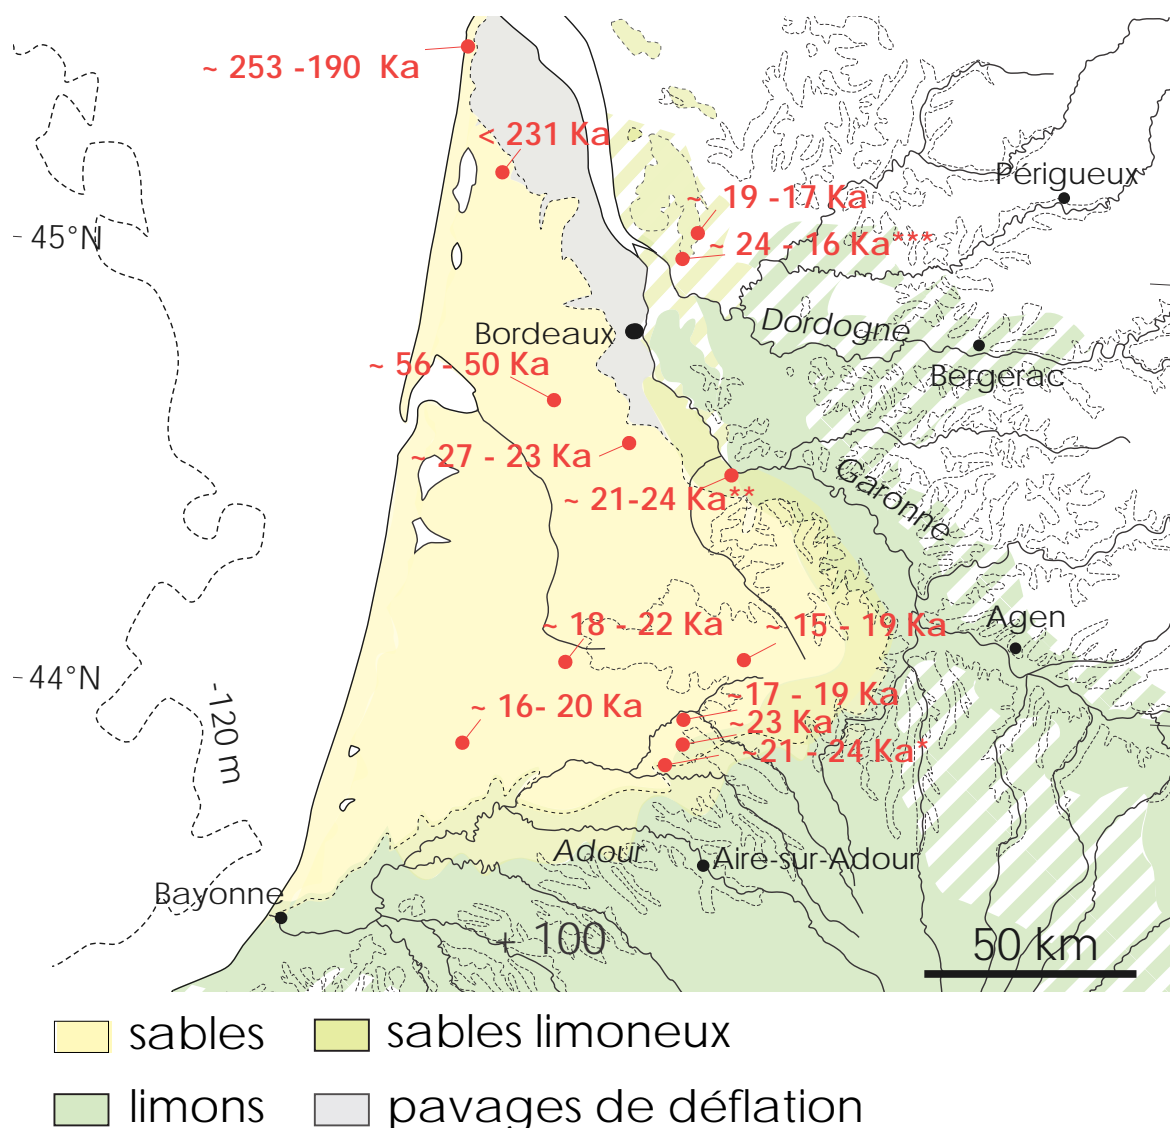 ~ 253 -190 Ka
< 231 Ka
Périgueux
~ 19 -17 Ka
45°N
~ 24 - 16 Ka***
Bordeaux
Dordogne
~ 56 - 50 Ka
Bergerac
~ 27 - 23 Ka
Garonne
~ 21-24 Ka**
~ 18 - 22 Ka
~ 15 - 19 Ka
Agen
44°N
-120 m
~ 16- 20 Ka
~17 - 19 Ka
~23 Ka
~21 - 24 Ka*
Adour
Aire-sur-Adour
Bayonne
+ 100
50 km
sables
sables limoneux
limons
pavages de déflation